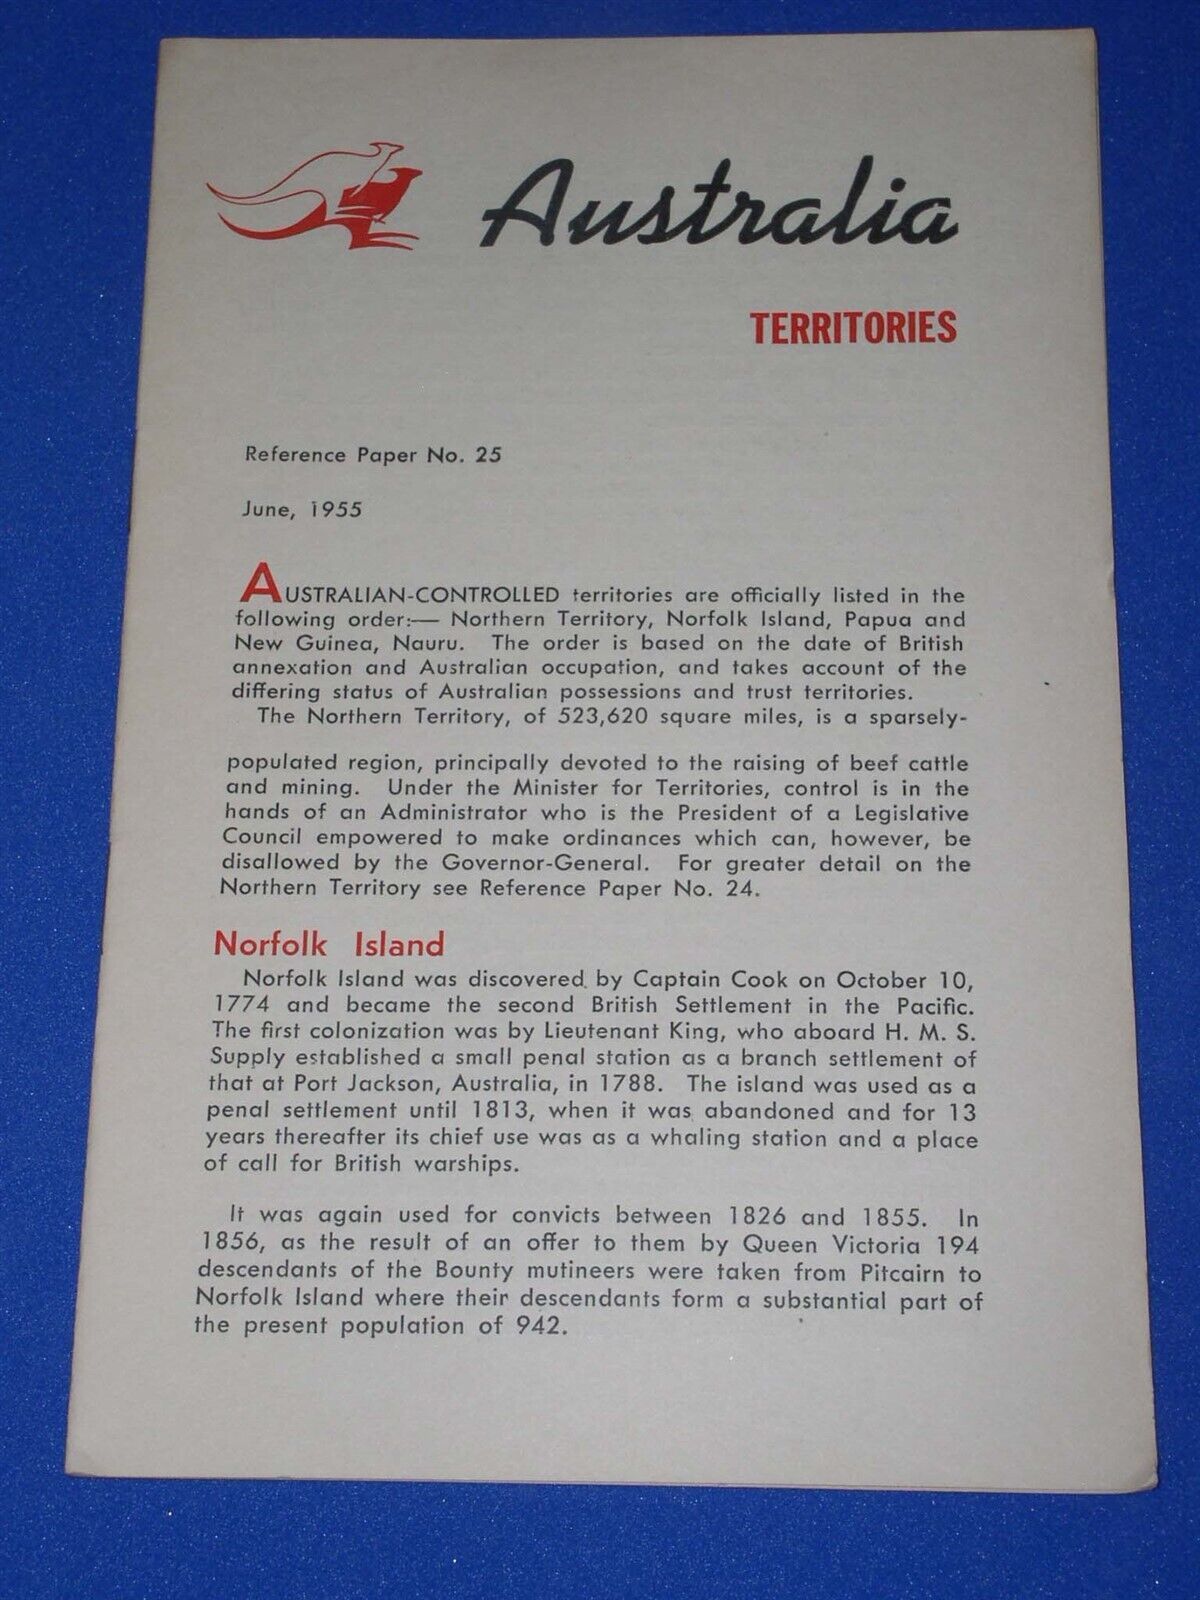 Australia
TERRITORIES
Reference Paper No. 25
June, 1955
AUSTRALIAN-CONTROLLED territories are officially listed in the
following order:— Northern Territory, Norfolk Island, Papua and
New Guinea, Nauru. The order is based on the date of British
annexation and Australian occupation, and takes account of the
differing status of Australian possessions and trust territories.
The Northern Territory, of 523,620 square miles, is a sparsely-
populated region, principally devoted to the raising of beef cattle
and mining. Under the Minister for Territories, control is in the
hands of an Administrator who is the President of a Legislative
Council empowered to make ordinances which can, however, be
disallowed by the Governor-General. For greater detail on the
Northern Territory see Reference Paper No. 24.
Norfolk Island
Norfolk Island was discovered by Captain Cook on October 10,
1774 and became the second British Settlement in the Pacific.
The first colonization was by Lieutenant King, who aboard H. M. S.
Supply established a small penal station as a branch settlement of
that at Port Jackson, Australia, in 1788. The island was used as a
penal settlement until 1813, when it was abandoned and for 13
years thereafter its chief use was as a whaling station and a place
of call for British warships.
It was again used for convicts between 1826 and 1855. In
1856, as the result of an offer to them by Queen Victoria 194
descendants of the Bounty mutineers were taken from Pitcairn to
Norfolk Island where their descendants form a substantial part of
the present population of 942.